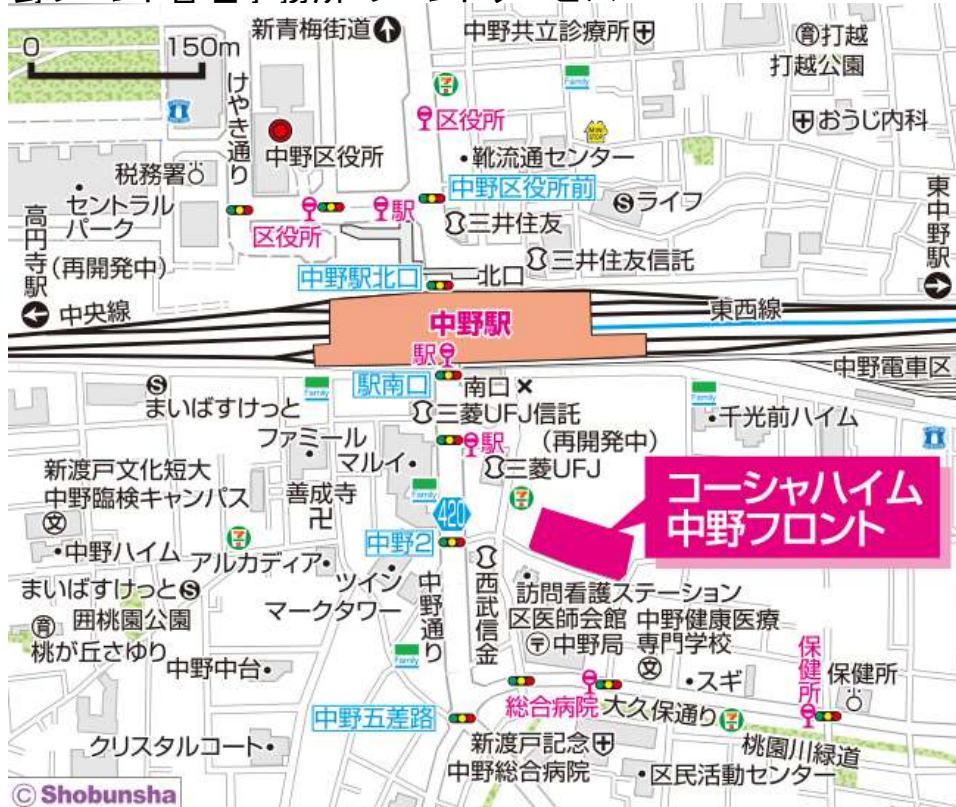 0 150m
新青梅街道
中野共立診療所
打越
打越公園
けやき通り
区役所
おうじ内科
中野区役所
靴流通センター
税務署
中野区役所前
ライフ
セントラル
パーク
(再開発中)
区役所
駅
三井住友
三井住友信託
東中野駅
高円寺駅
中野駅北口
北口
中央線
中野駅
東西線
駅
中野電車区
駅南口
南口
まいばすけっと
Family
三菱UFJ信託
Family
千光前ハイム
ファミール
マルイ
駅
(再開発中)
三菱UFJ
新渡戸文化短大
中野臨検キャンパス
善成寺
Family
コーシャハイム
中野フロント
420
中野2
文
中野ハイム
アルカディア
まいばすけっと
ツイン
マークタワー
中野通り
西武信金
訪問看護ステーション
区医師会館
中野健康医療
専門学校
囲桃園公園
桃が丘さゆり
中野局
文
中野中台
Family
スギ
保健所
保健所
総合病院
大久保通り
中野五差路
クリスタルコート
新渡戸記念
中野総合病院
桃園川緑道
区民活動センター
© Shobunsha
Family
MINI STOP